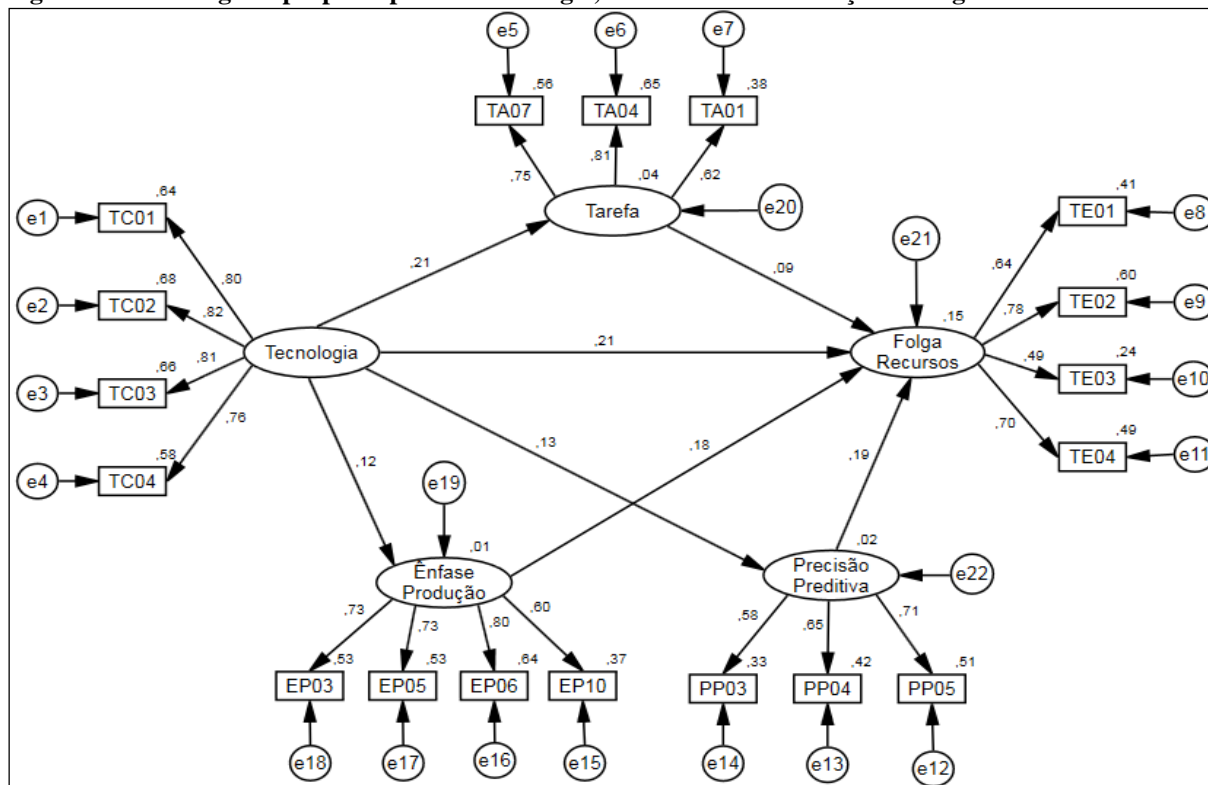 e5
e6
e7
,56
,65
,38
TA07
TA04
TA01
,75
,81
,04
,62
Tarefa
e20
,64
e1
TC01
,68
e2
TC02
,66
e3
TC03
,58
e4
TC04
,80
,82
,81
,76
Tecnologia
,21
,21
,09
,12
,13
,18
,19
e21
,15
Folga
Recursos
,64
,78
,49
,70
,41
TE01
e8
,60
TE02
e9
,24
TE03
e10
,49
TE04
e11
e19
,01
Ênfase
Produção
,73
,73
,80
,60
,53
,53
,64
,37
EP03
EP05
EP06
EP10
e18
e17
e16
e15
,02
Precisão
Preditiva
e22
,58
,65
,71
,33
,42
,51
PP03
PP04
PP05
e14
e13
e12